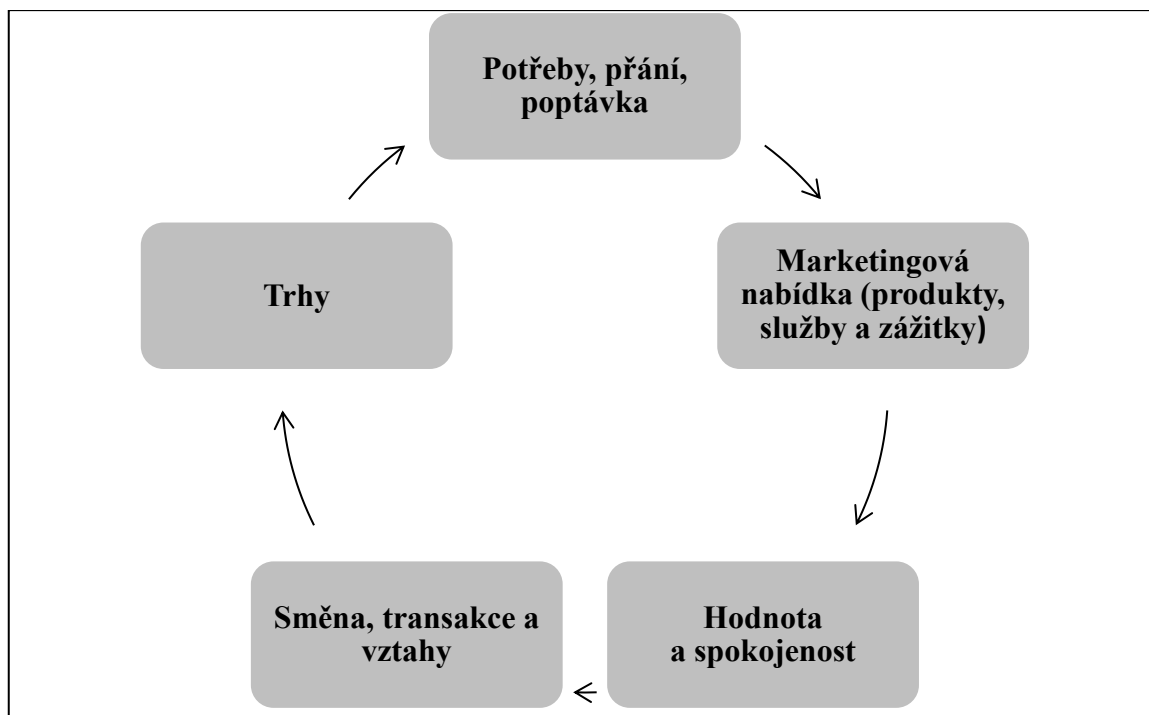 Potřeby, přání,
poptávka
Marketingová
nabídka (produkty,
služby a zážitky)
Hodnota
a spokojenost
Směna, transakce a
vztahy
Trhy